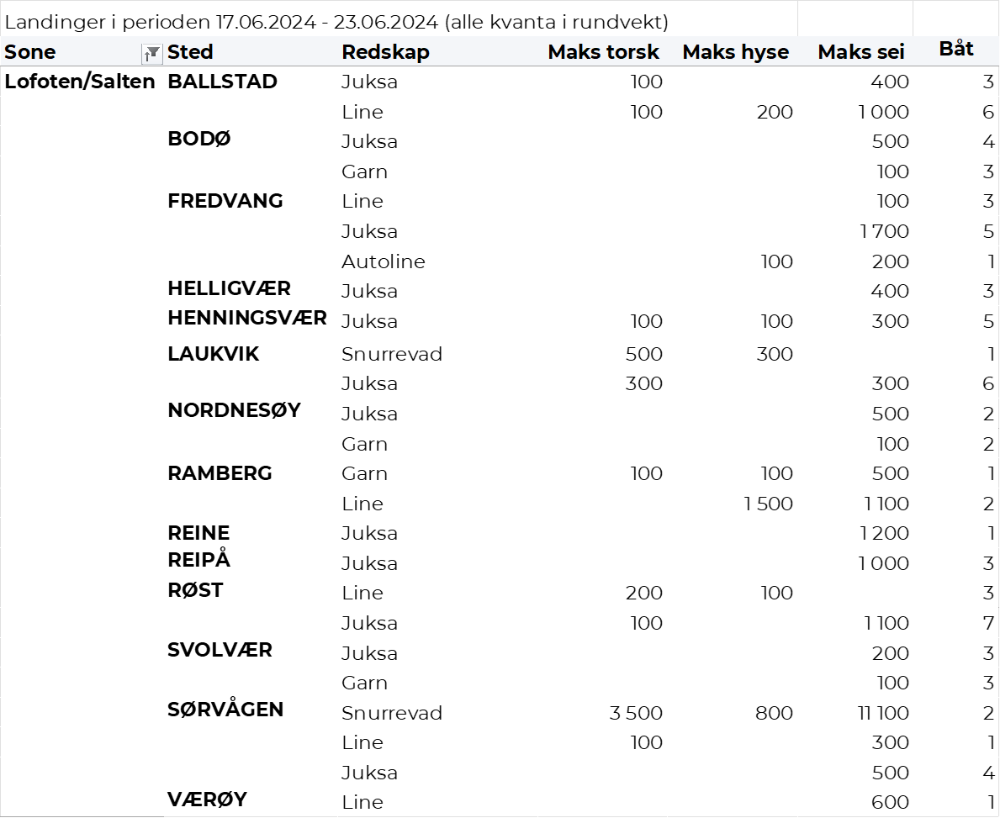 Landinger i perioden 17.06.2024 - 23.06.2024 (alle kvanta i rundvekt)
Sone Sted Redskap Maks torsk Maks hyse Maks sei Båt
Lofoten/Salten BALLSTAD Juksa 100 400 3
Line 100 200 1 000 6
BODØ Juksa 500 4
Garn 100 3
FREDVANG Line 100 3
Juksa 1 700 5
Autoline 100 200 1
HELLIGVÆR Juksa 400 3
HENNINGSVÆR Juksa 100 100 300 5
LAUKVIK Snurrevad 500 300 1
Juksa 300 300 6
NORDNESØY Juksa 500 2
Garn 100 2
RAMBERG Garn 100 100 500 1
Line 1 500 1 100 2
REINE Juksa 1 200 1
REIPÅ Juksa 1 000 3
RØST Line 200 100 3
Juksa 100 1 100 7
SVOLVÆR Juksa 200 3
Garn 100 3
SØRVÅGEN Snurrevad 3 500 800 11 100 2
Line 100 300 1
Juksa 500 4
VÆRØY Line 600 1